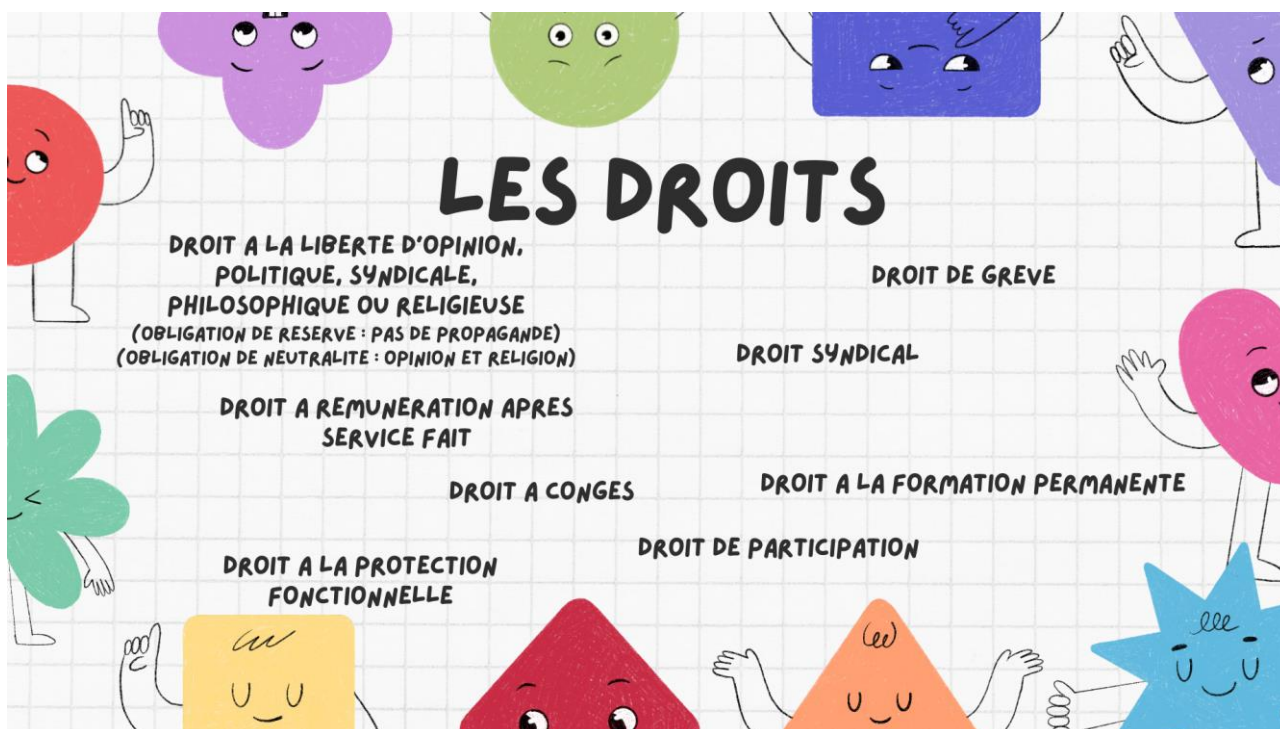 LES DROITS
DROIT A LA LIBERTE D'OPINION,
POLITIQUE, SYNDICALE,
PHILOSOPHIQUE OU RELIGIEUSE
(OBLIGATION DE RESERVE : PAS DE PROPAGANDE)
(OBLIGATION DE NEUTRALITE : OPINION ET RELIGION)
DROIT DE GREVE
DROIT SYNDICAL
DROIT A REMUNERATION APRES
SERVICE FAIT
DROIT A CONGES
DROIT A LA FORMATION PERMANENTE
DROIT DE PARTICIPATION
DROIT A LA PROTECTION
FONCTIONNELLE